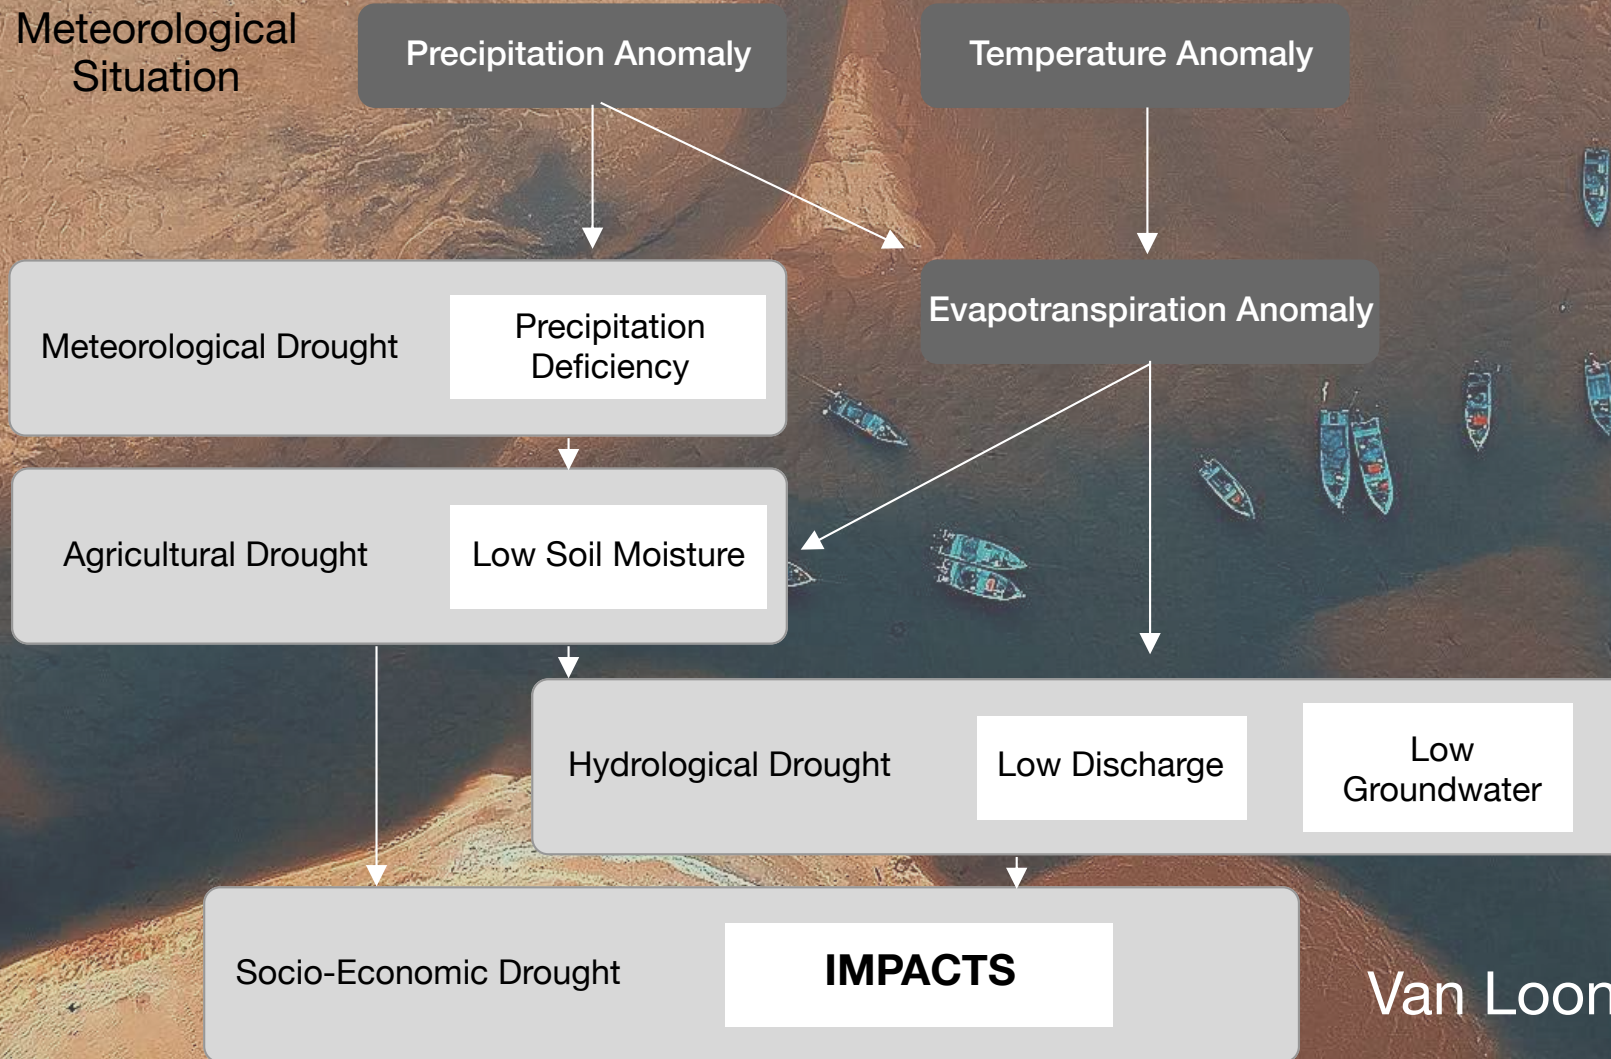 Meteorological
Situation
Precipitation Anomaly
Temperature Anomaly
Evapotranspiration Anomaly
Meteorological Drought
Precipitation
Deficiency
Agricultural Drought
Low Soil Moisture
Hydrological Drought
Low Discharge
Low
Groundwater
Socio-Economic Drought
IMPACTS
Van Loon